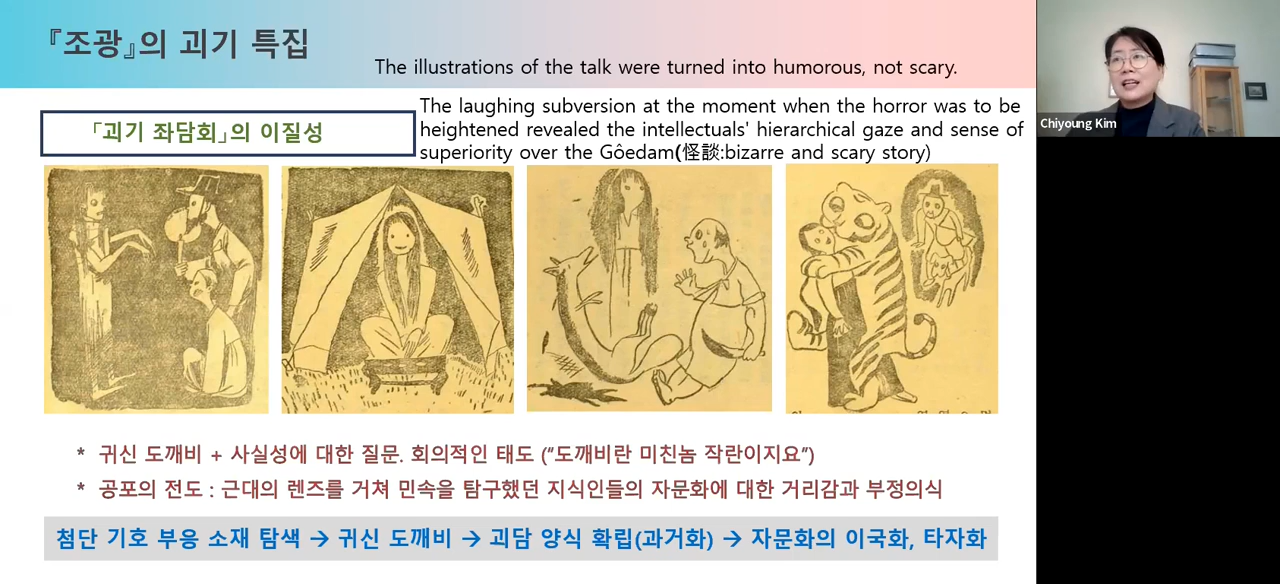 『조광』의 괴기 특집
The illustrations of the talk were turned into humorous, not scary.
「괴기 좌담회」의 이질성
The laughing subversion at the moment when the horror was to be
heightened revealed the intellectuals' hierarchical gaze and sense of
superiority over the Gôedam(怪談:bizarre and scary story)
Chiyoung Kim
* 귀신 도깨비 + 사실성에 대한 질문. 회의적인 태도 (“도깨비란 미친놈 작란이지요”)
* 공포의 전도 : 근대의 렌즈를 거쳐 민속을 탐구했던 지식인들의 자문화에 대한 거리감과 부정의식
첨단 기호 부응 소재 탐색 → 귀신 도깨비 → 괴담 양식 확립(과거화) → 자문화의 이국화, 타자화